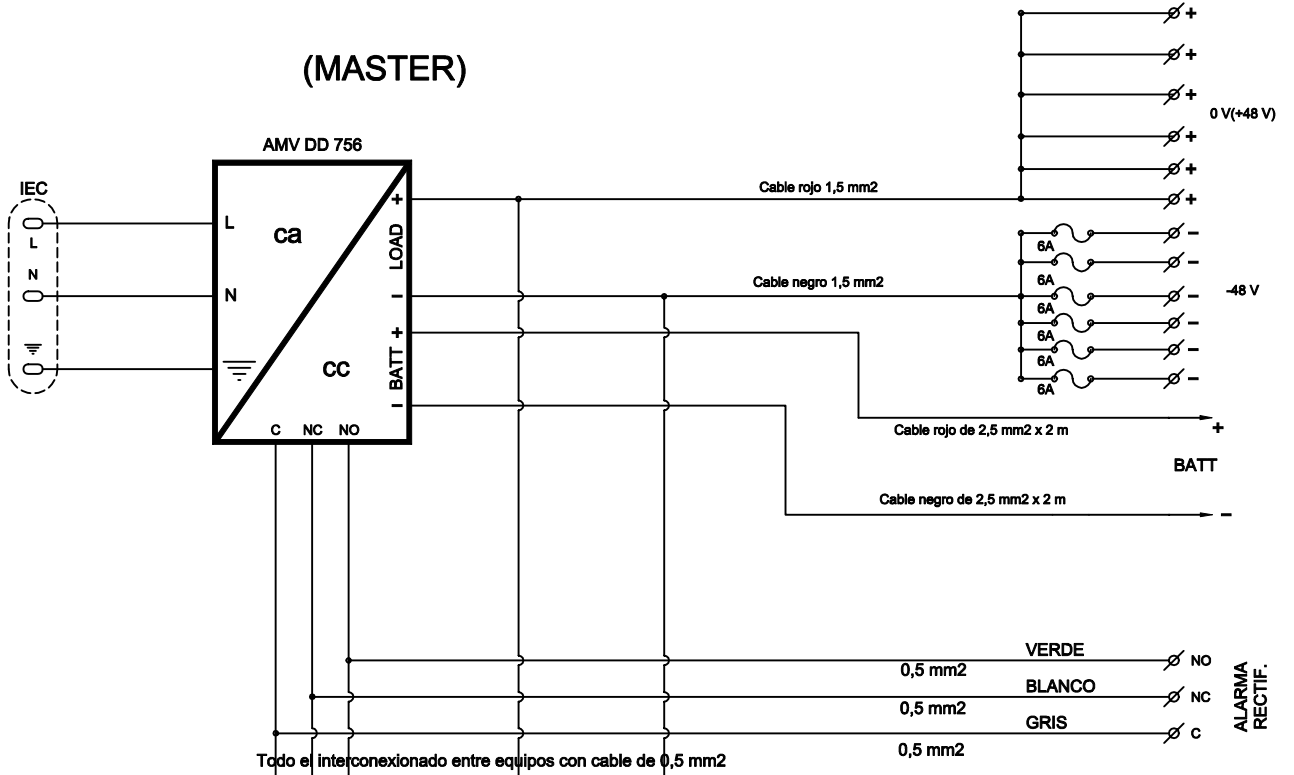 (MASTER)
AMV DD 756
IEC
L
N
L
N
ca
cc
+
LOAD
−
+
BATT
−
C NC NO
Cable rojo 1,5 mm2
Cable negro 1,5 mm2
+
+
+
+
+
+
0 V(+48 V)
6A −
6A −
6A −
6A −
6A −
6A −
-48 V
Cable rojo de 2,5 mm2 x 2 m
+
BATT
Cable negro de 2,5 mm2 x 2 m
−
VERDE
0,5 mm2
NO
BLANCO
0,5 mm2
NC
GRIS
0,5 mm2
C
ALARMA
RECTIF.
Todo el interconexionado entre equipos con cable de 0,5 mm2